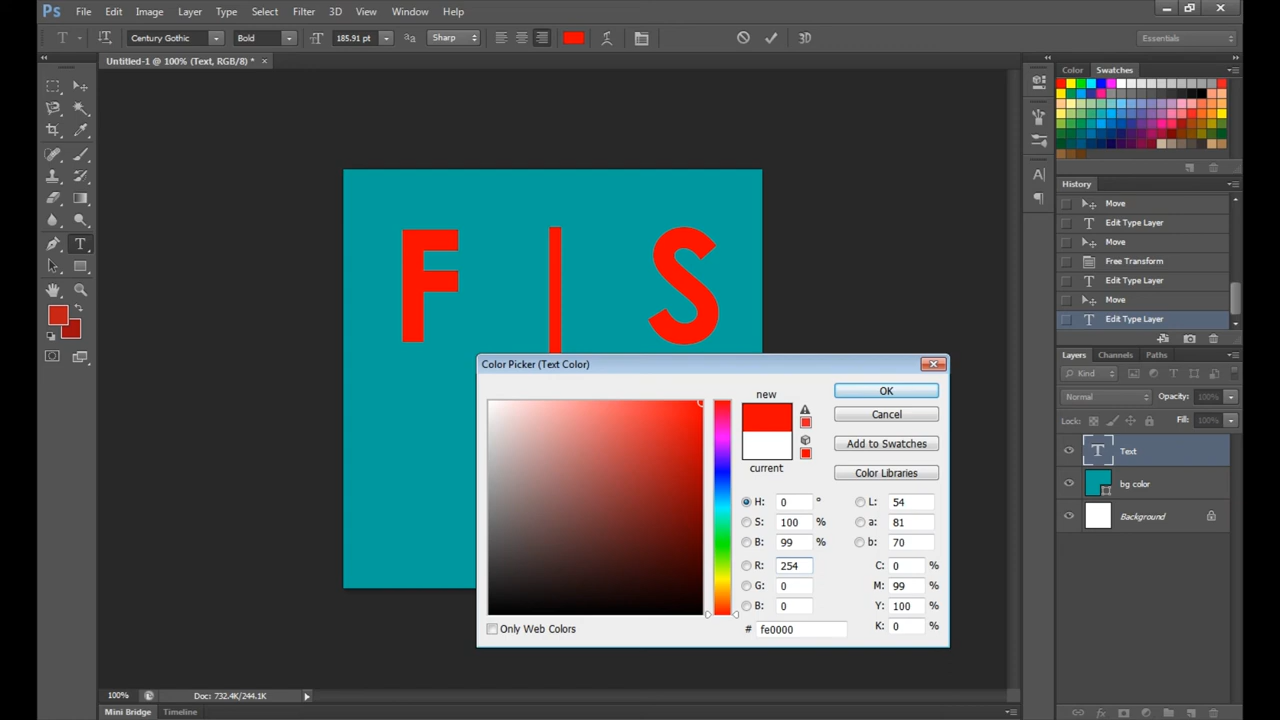 Ps File Edit Image Layer Type Select Filter 3D View Window Help
T Century Gothic Bold 185.91 pt aa Sharp 3D Essentials
Untitled-1 @ 100% (Text, RGB/8) * ×
Color Swatches
F | S
History
Move
Edit Type Layer
Move
Free Transform
Edit Type Layer
Move
Edit Type Layer
Layers Channels Paths
Kind
Normal Opacity: 100%
Lock: Fill: 100%
Text
bg color
Background
Color Picker (Text Color)
new
current
OK
Cancel
Add to Swatches
Color Libraries
H: 0 °
S: 100 %
B: 99 %
R: 254
G: 0
B: 0
L: 54
a: 81
b: 70
C: 0 %
M: 99 %
Y: 100 %
K: 0 %
# fe0000
Only Web Colors
100% Doc: 732.4K/244.1K
Mini Bridge Timeline